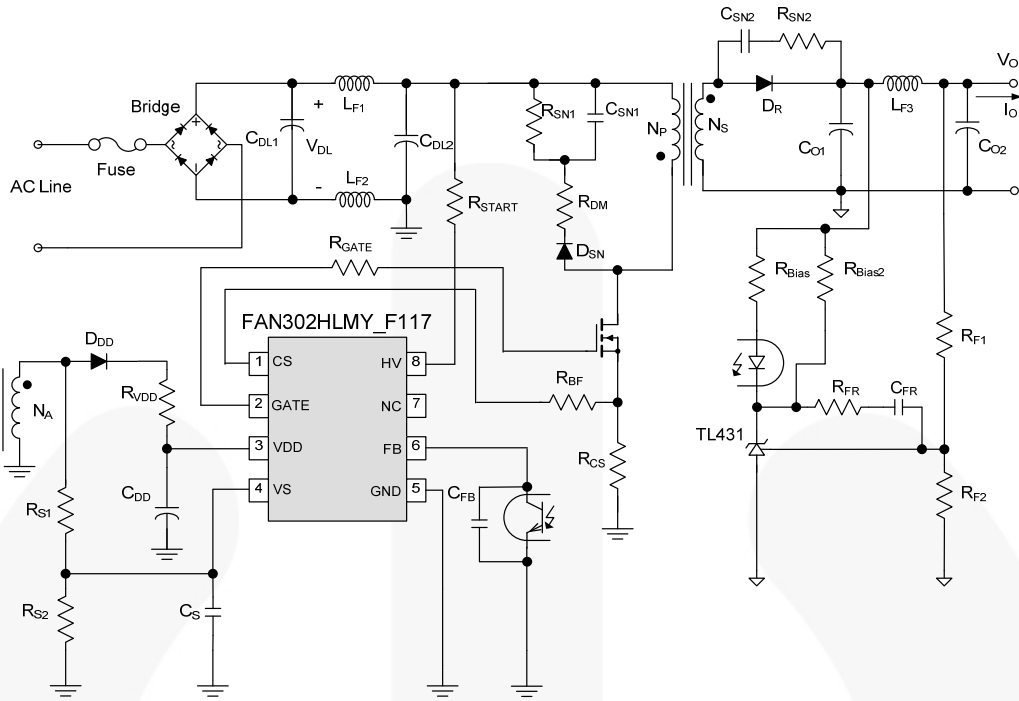 CSN2
RSN2
VO
Bridge
+
LF1
RSN1
CSN1
DR
LF3
IO
+
-
CDL1
VDL
CDL2
NP
NS
CO1
CO2
Fuse
AC Line
-
LF2
RSTART
RDM
RGATE
DSN
RBias
RBias2
FAN302HLMY_F117
DDD
1
CS
HV
8
RF1
RVDD
RBF
RFR
CFR
NA
2
GATE
NC
7
TL431
3
VDD
FB
6
RCS
CDD
4
VS
GND
5
CFB
RF2
RS1
RS2
CS